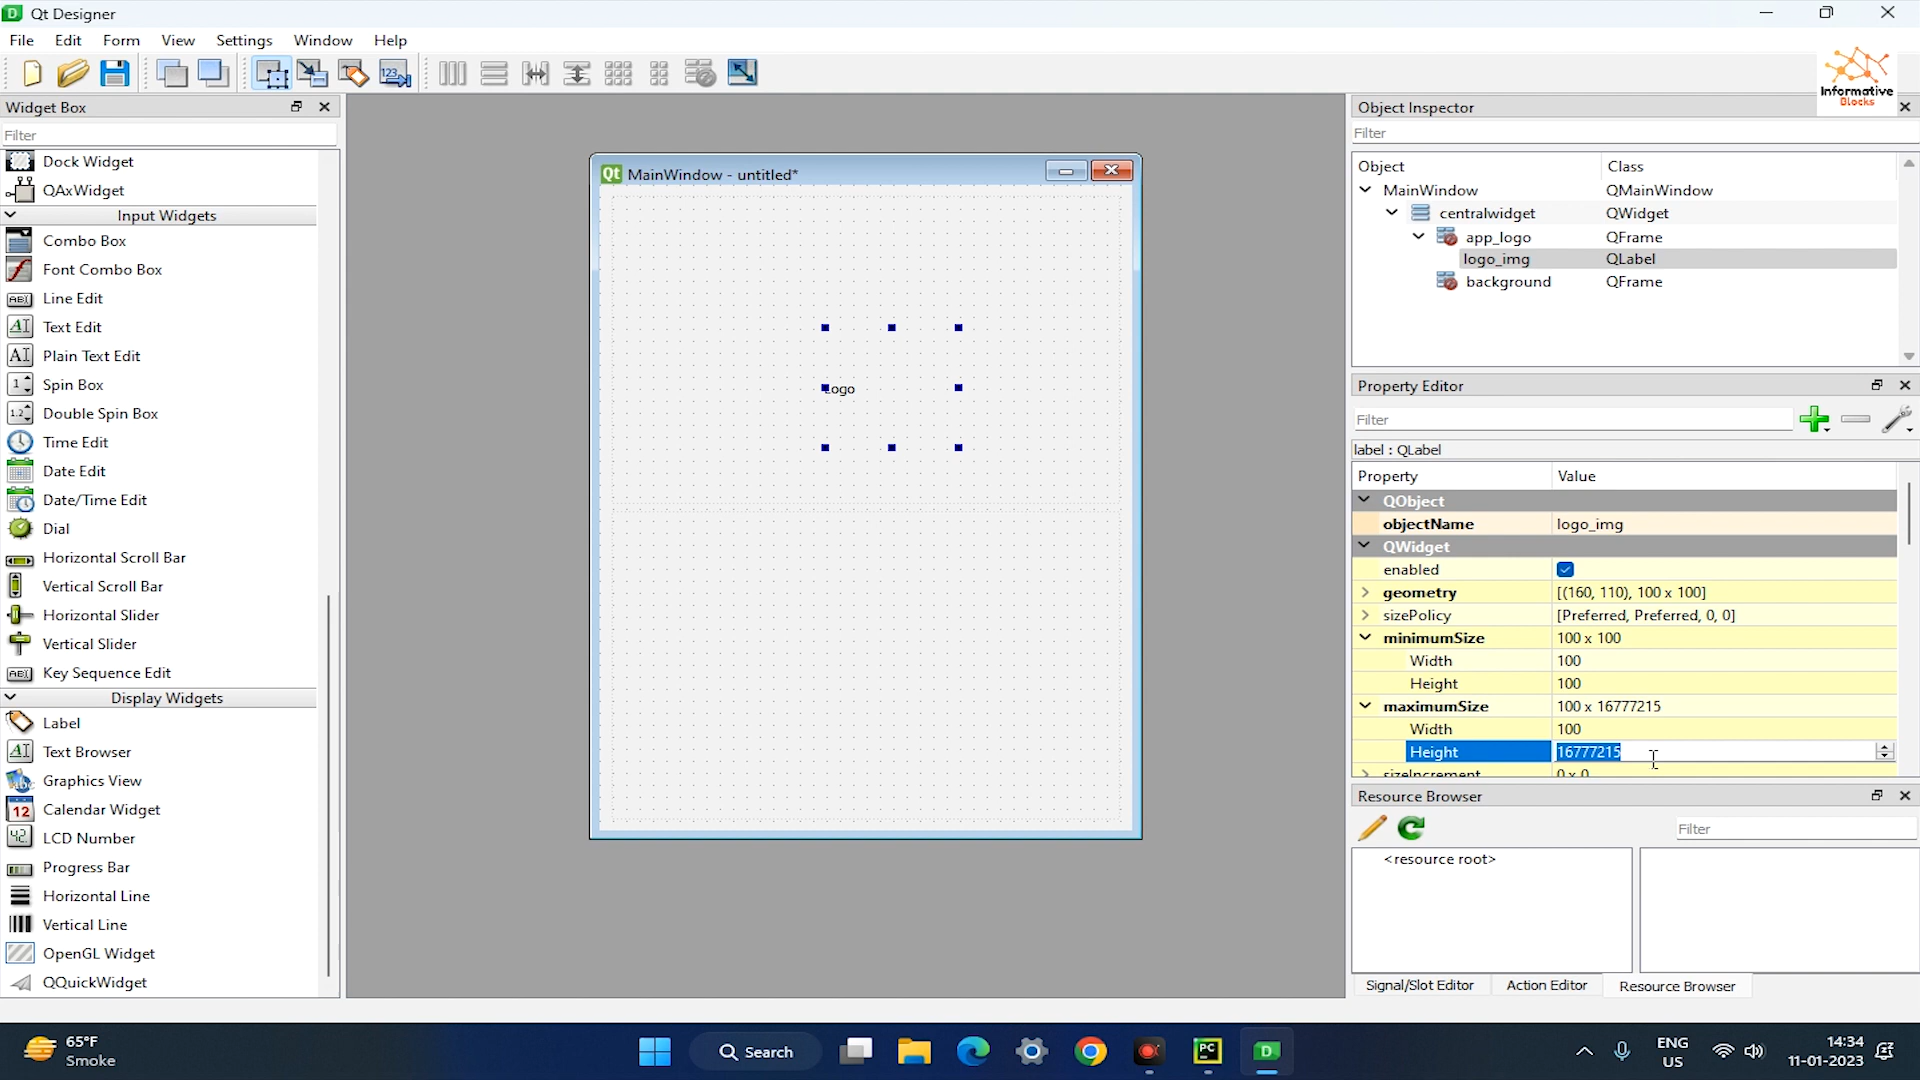 Qt Designer
File Edit Form View Settings Window Help
Informative
Blocks
Widget Box
Filter
Dock Widget
QAxWidget
Input Widgets
Combo Box
Font Combo Box
Line Edit
Text Edit
Plain Text Edit
Spin Box
Double Spin Box
Time Edit
Date Edit
Date/Time Edit
Dial
Horizontal Scroll Bar
Vertical Scroll Bar
Horizontal Slider
Vertical Slider
Key Sequence Edit
Display Widgets
Label
Text Browser
Graphics View
Calendar Widget
LCD Number
Progress Bar
Horizontal Line
Vertical Line
OpenGL Widget
QQuickWidget
Qt MainWindow - untitled*
Logo
Object Inspector
Filter
Object Class
MainWindow QMainWindow
centralwidget QWidget
app_logo QFrame
logo_img QLabel
background QFrame
Property Editor
Filter
label : QLabel
Property Value
QObject
objectName logo_img
QWidget
enabled
geometry [(160, 110), 100 x 100]
sizePolicy [Preferred, Preferred, 0, 0]
minimumSize 100 x 100
Width 100
Height 100
maximumSize 100 x 16777215
Width 100
Height 16777215
sizeIncrement 0 x 0
Resource Browser
Filter
<resource root>
Signal/Slot Editor Action Editor Resource Browser
65°F
Smoke
Search
ENG
US
14:34
11-01-2023